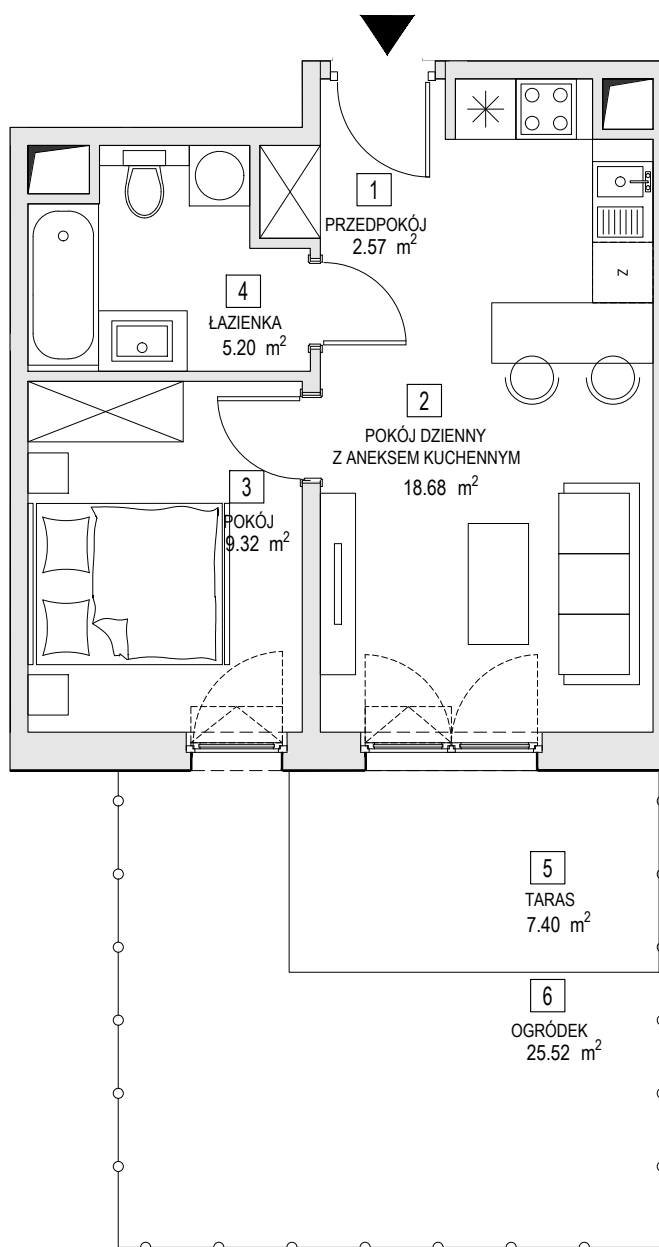 1
PRZEDPOKÓJ
2.57 m²
4
ŁAZIENKA
5.20 m²
Z
2
POKÓJ DZIENNY
Z ANEKSEM KUCHENNYM
18.68 m²
3
POKÓJ
9.32 m²
5
TARAS
7.40 m²
6
OGRÓDEK
25.52 m²